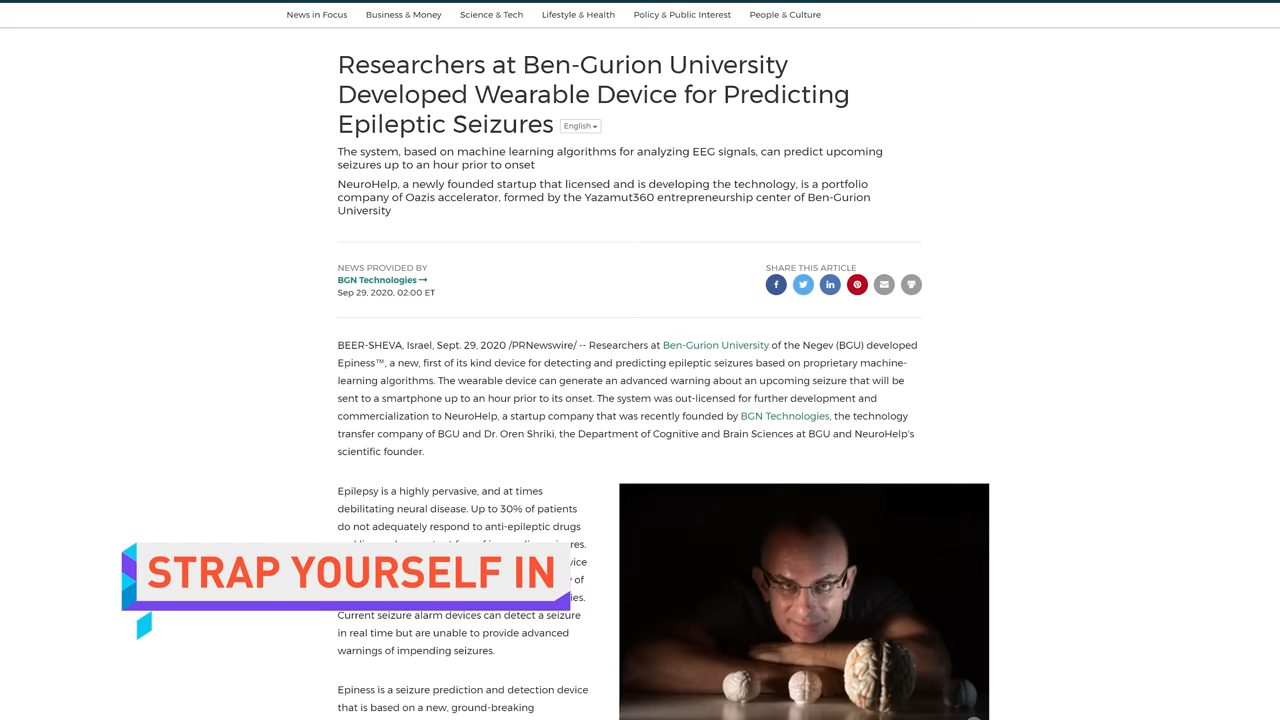 News in Focus Business & Money Science & Tech Lifestyle & Health Policy & Public Interest People & Culture
Researchers at Ben-Gurion University
Developed Wearable Device for Predicting
Epileptic Seizures English
The system, based on machine learning algorithms for analyzing EEG signals, can predict upcoming
seizures up to an hour prior to onset
NeuroHelp, a newly founded startup that licensed and is developing the technology, is a portfolio
company of Oazis accelerator, formed by the Yazamut360 entrepreneurship center of Ben-Gurion
University
NEWS PROVIDED BY
BGN Technologies →
Sep 29, 2020, 02:00 ET
SHARE THIS ARTICLE
BEER-SHEVA, Israel, Sept. 29, 2020 /PRNewswire/ -- Researchers at Ben-Gurion University of the Negev (BGU) developed
Epiness™, a new, first of its kind device for detecting and predicting epileptic seizures based on proprietary machine-
learning algorithms. The wearable device can generate an advanced warning about an upcoming seizure that will be
sent to a smartphone up to an hour prior to its onset. The system was out-licensed for further development and
commercialization to NeuroHelp, a startup company that was recently founded by BGN Technologies, the technology
transfer company of BGU and Dr. Oren Shriki, the Department of Cognitive and Brain Sciences at BGU and NeuroHelp's
scientific founder.
Epilepsy is a highly pervasive, and at times
debilitating neural disease. Up to 30% of patients
do not adequately respond to anti-epileptic drugs
of
STRAP YOURSELF IN
Current seizure alarm devices can detect a seizure
in real time but are unable to provide advanced
warnings of impending seizures.
Epiness is a seizure prediction and detection device
that is based on a new, ground-breaking